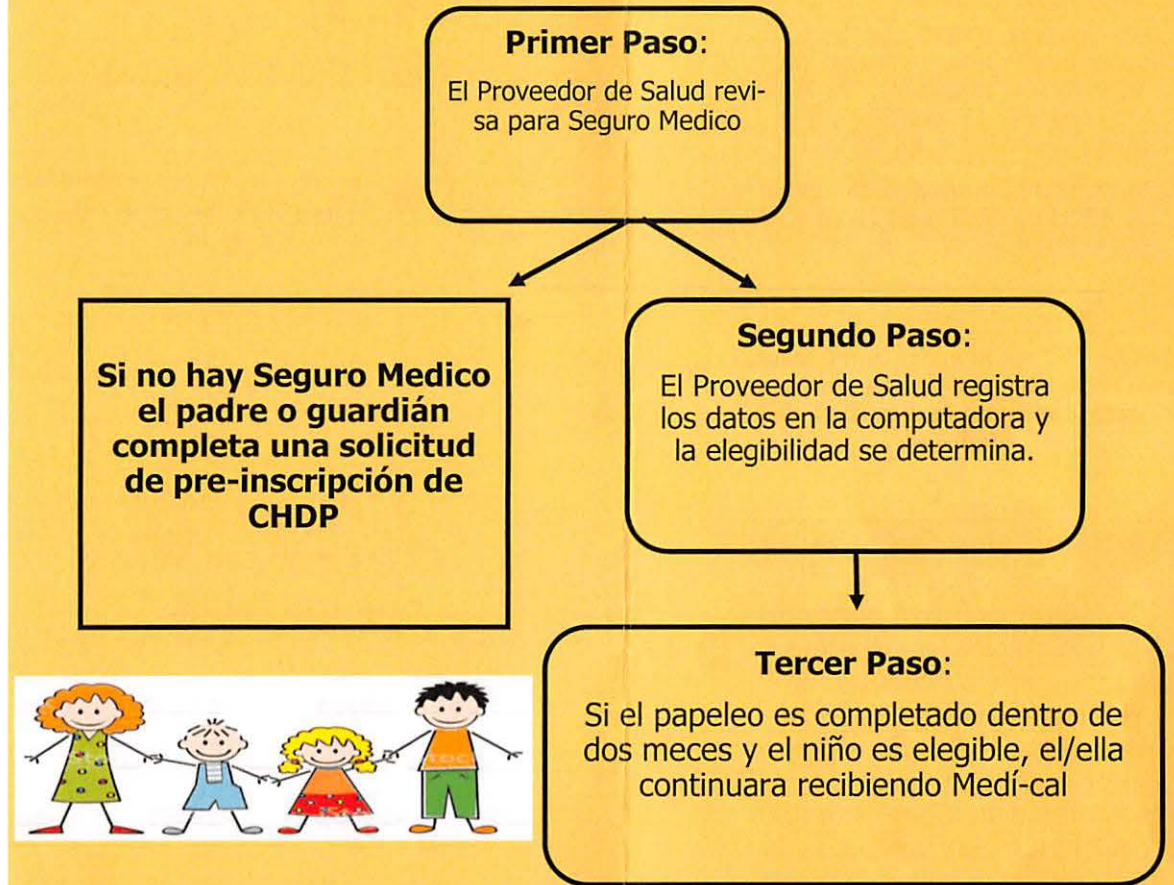 Primer Paso:
El Proveedor de Salud revi-
sa para Seguro Medico
Si no hay Seguro Medico
el padre o guardián
completa una solicitud
de pre-inscripción de
CHDP
Segundo Paso:
El Proveedor de Salud registra
los datos en la computadora y
la elegibilidad se determina.
Tercer Paso:
Si el papeleo es completado dentro de
dos meces y el niño es elegible, el/ella
continuara recibiendo Medí-cal